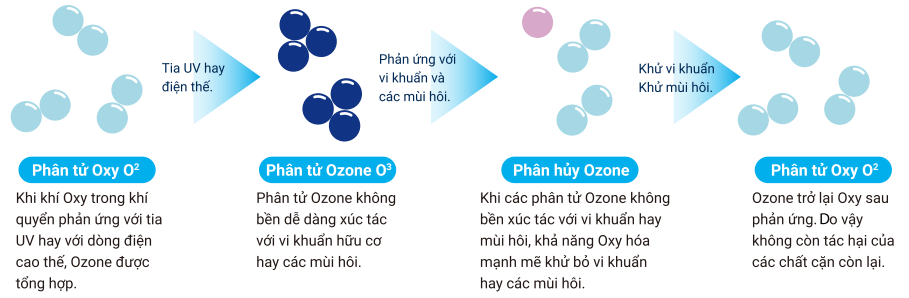 Tia UV hay
điện thế.
Phản ứng với
vi khuẩn và
các mùi hôi.
Khử vi khuẩn
Khử mùi hôi.
Phân tử Oxy O²
Khi khí Oxy trong khí
quyển phản ứng với tia
UV hay với dòng điện
cao thế, Ozone được
tổng hợp.
Phân tử Ozone O³
Phân tử Ozone không
bền dễ dàng xúc tác
với vi khuẩn hữu cơ
hay các mùi hôi.
Phân hủy Ozone
Khi các phân tử Ozone không
bền xúc tác với vi khuẩn hay
mùi hôi, khả năng Oxy hóa
mạnh mẽ khử bỏ vi khuẩn
hay các mùi hôi.
Phân tử Oxy O²
Ozone trở lại Oxy sau
phản ứng. Do vậy
không còn tác hại của
các chất cặn còn lại.